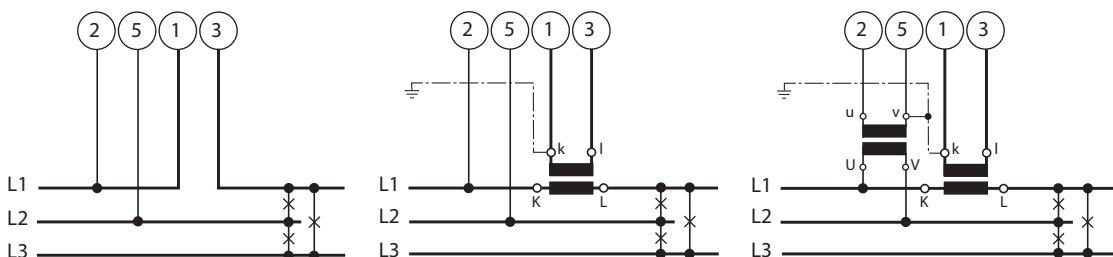 2 5 1 3 2 5 1 3 2 5 1 3
u v
k l k l
U V
L1 L1 L1
K L K L
L2 L2 L2
L3 L3 L3